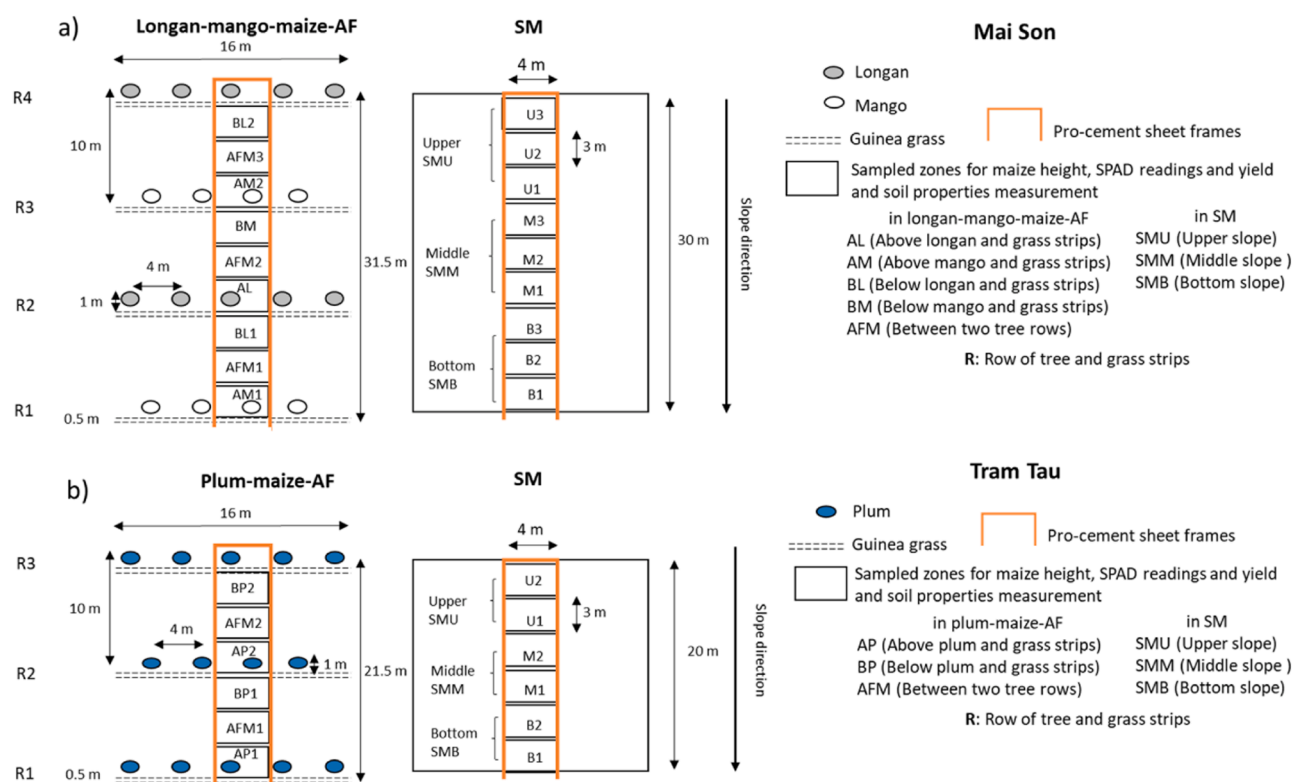 a)
Longan-mango-maize-AF
SM
Mai Son
16 m
4 m
R4
10 m
R3
4 m
1 m
R2
R1
0.5 m
BL2
AFM3
AM2
BM
AFM2
AL
BL1
AFM1
AM1
31.5 m
Upper
SMU
Middle
SMM
Bottom
SMB
U3
U2
U1
M3
M2
M1
B3
B2
B1
3 m
30 m
Slope direction
Longan
Mango
Guinea grass
Pro-cement sheet frames
Sampled zones for maize height, SPAD readings and yield
and soil properties measurement
in longan-mango-maize-AF
AL (Above longan and grass strips)
AM (Above mango and grass strips)
BL (Below longan and grass strips)
BM (Below mango and grass strips)
AFM (Between two tree rows)
in SM
SMU (Upper slope)
SMM (Middle slope )
SMB (Bottom slope)
R: Row of tree and grass strips
b)
Plum-maize-AF
SM
Tram Tau
16 m
4 m
R3
10 m
4 m
1 m
R2
R1
0.5 m
BP2
AFM2
AP2
BP1
AFM1
AP1
21.5 m
Upper
SMU
Middle
SMM
Bottom
SMB
U2
U1
M2
M1
B2
B1
3 m
20 m
Slope direction
Plum
Guinea grass
Pro-cement sheet frames
Sampled zones for maize height, SPAD readings and yield
and soil properties measurement
in plum-maize-AF
AP (Above plum and grass strips)
BP (Below plum and grass strips)
AFM (Between two tree rows)
in SM
SMU (Upper slope)
SMM (Middle slope )
SMB (Bottom slope)
R: Row of tree and grass strips